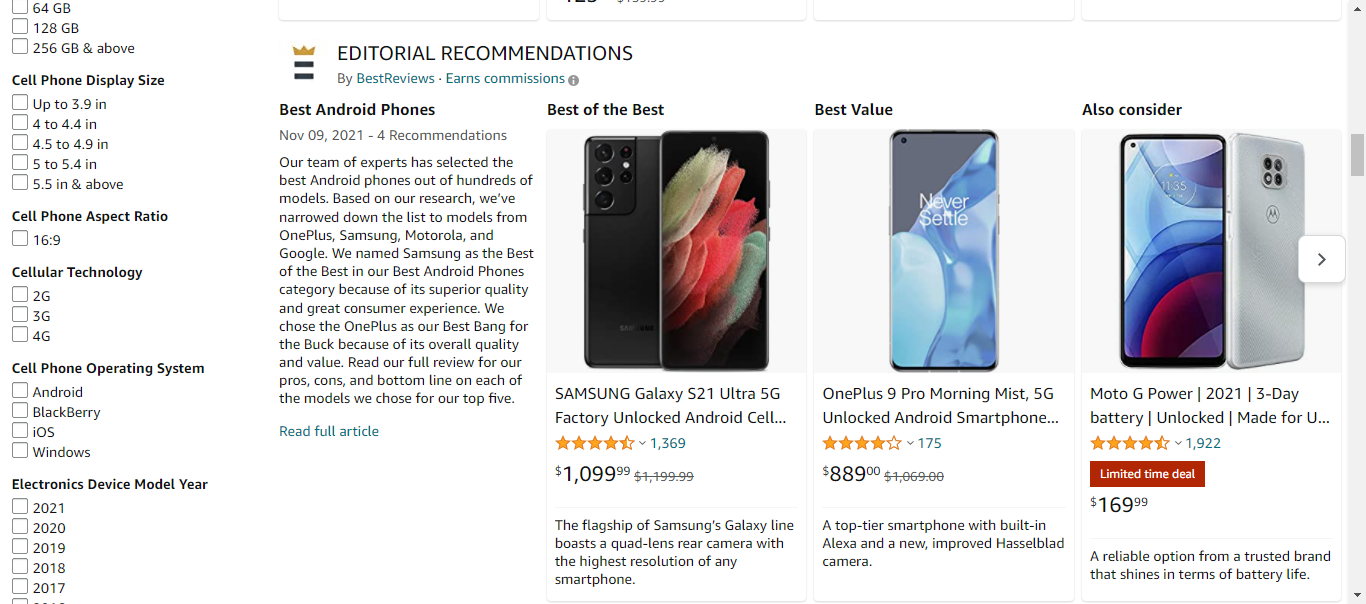 64 GB
128 GB
256 GB & above
Cell Phone Display Size
Up to 3.9 in
4 to 4.4 in
4.5 to 4.9 in
5 to 5.4 in
5.5 in & above
Cell Phone Aspect Ratio
16:9
Cellular Technology
2G
3G
4G
Cell Phone Operating System
Android
BlackBerry
iOS
Windows
Electronics Device Model Year
2021
2020
2019
2018
2017
EDITORIAL RECOMMENDATIONS
By BestReviews · Earns commissions
Best Android Phones
Nov 09, 2021 - 4 Recommendations
Our team of experts has selected the
best Android phones out of hundreds of
models. Based on our research, we've
narrowed down the list to models from
OnePlus, Samsung, Motorola, and
Google. We named Samsung as the Best
of the Best in our Best Android Phones
category because of its superior quality
and great consumer experience. We
chose the OnePlus as our Best Bang for
the Buck because of its overall quality
and value. Read our full review for our
pros, cons, and bottom line on each of
the models we chose for our top five.
Read full article
Best of the Best
SAMSUNG
SAMSUNG Galaxy S21 Ultra 5G
Factory Unlocked Android Cell...
1,369
$1,099.99 $1,199.99
The flagship of Samsung's Galaxy line
boasts a quad-lens rear camera with
the highest resolution of any
smartphone.
Best Value
Never
Settle
OnePlus 9 Pro Morning Mist, 5G
Unlocked Android Smartphone...
175
$889.00 $1,069.00
A top-tier smartphone with built-in
Alexa and a new, improved Hasselblad
camera.
Also consider
11:35
Moto G Power | 2021 | 3-Day
battery | Unlocked | Made for U...
1,922
Limited time deal
$169.99
A reliable option from a trusted brand
that shines in terms of battery life.